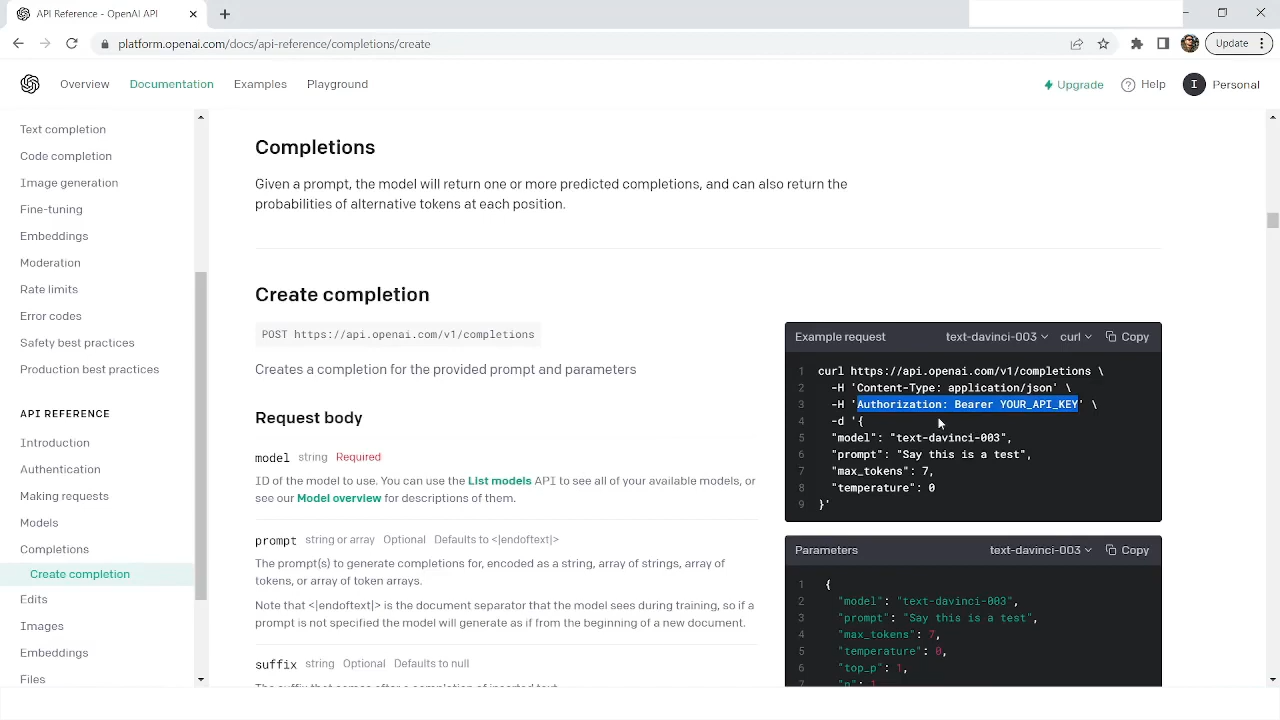 API Reference - OpenAI API
platform.openai.com/docs/api-reference/completions/create
Update
Overview
Documentation
Examples
Playground
Upgrade
Help
I
Personal
Text completion
Code completion
Image generation
Fine-tuning
Embeddings
Moderation
Rate limits
Error codes
Safety best practices
Production best practices
API REFERENCE
Introduction
Authentication
Making requests
Models
Completions
Create completion
Edits
Images
Embeddings
Files
Completions
Given a prompt, the model will return one or more predicted completions, and can also return the
probabilities of alternative tokens at each position.
Create completion
POST https://api.openai.com/v1/completions
Creates a completion for the provided prompt and parameters
Request body
model string Required
ID of the model to use. You can use the List models API to see all of your available models, or
see our Model overview for descriptions of them.
prompt string or array Optional Defaults to <|endoftext|>
The prompt(s) to generate completions for, encoded as a string, array of strings, array of
tokens, or array of token arrays.
Note that <|endoftext|> is the document separator that the model sees during training, so if a
prompt is not specified the model will generate as if from the beginning of a new document.
suffix string Optional Defaults to null
The suffix that comes after a completion of inserted text.
Example request text-davinci-003 curl Copy
1 curl https://api.openai.com/v1/completions \
2 -H 'Content-Type: application/json' \
3 -H 'Authorization: Bearer YOUR_API_KEY' \
4 -d '{
5 "model": "text-davinci-003",
6 "prompt": "Say this is a test",
7 "max_tokens": 7,
8 "temperature": 0
9 }'
Parameters text-davinci-003 Copy
1 {
2 "model": "text-davinci-003",
3 "prompt": "Say this is a test",
4 "max_tokens": 7,
5 "temperature": 0,
6 "top_p": 1,
7 "n": 1